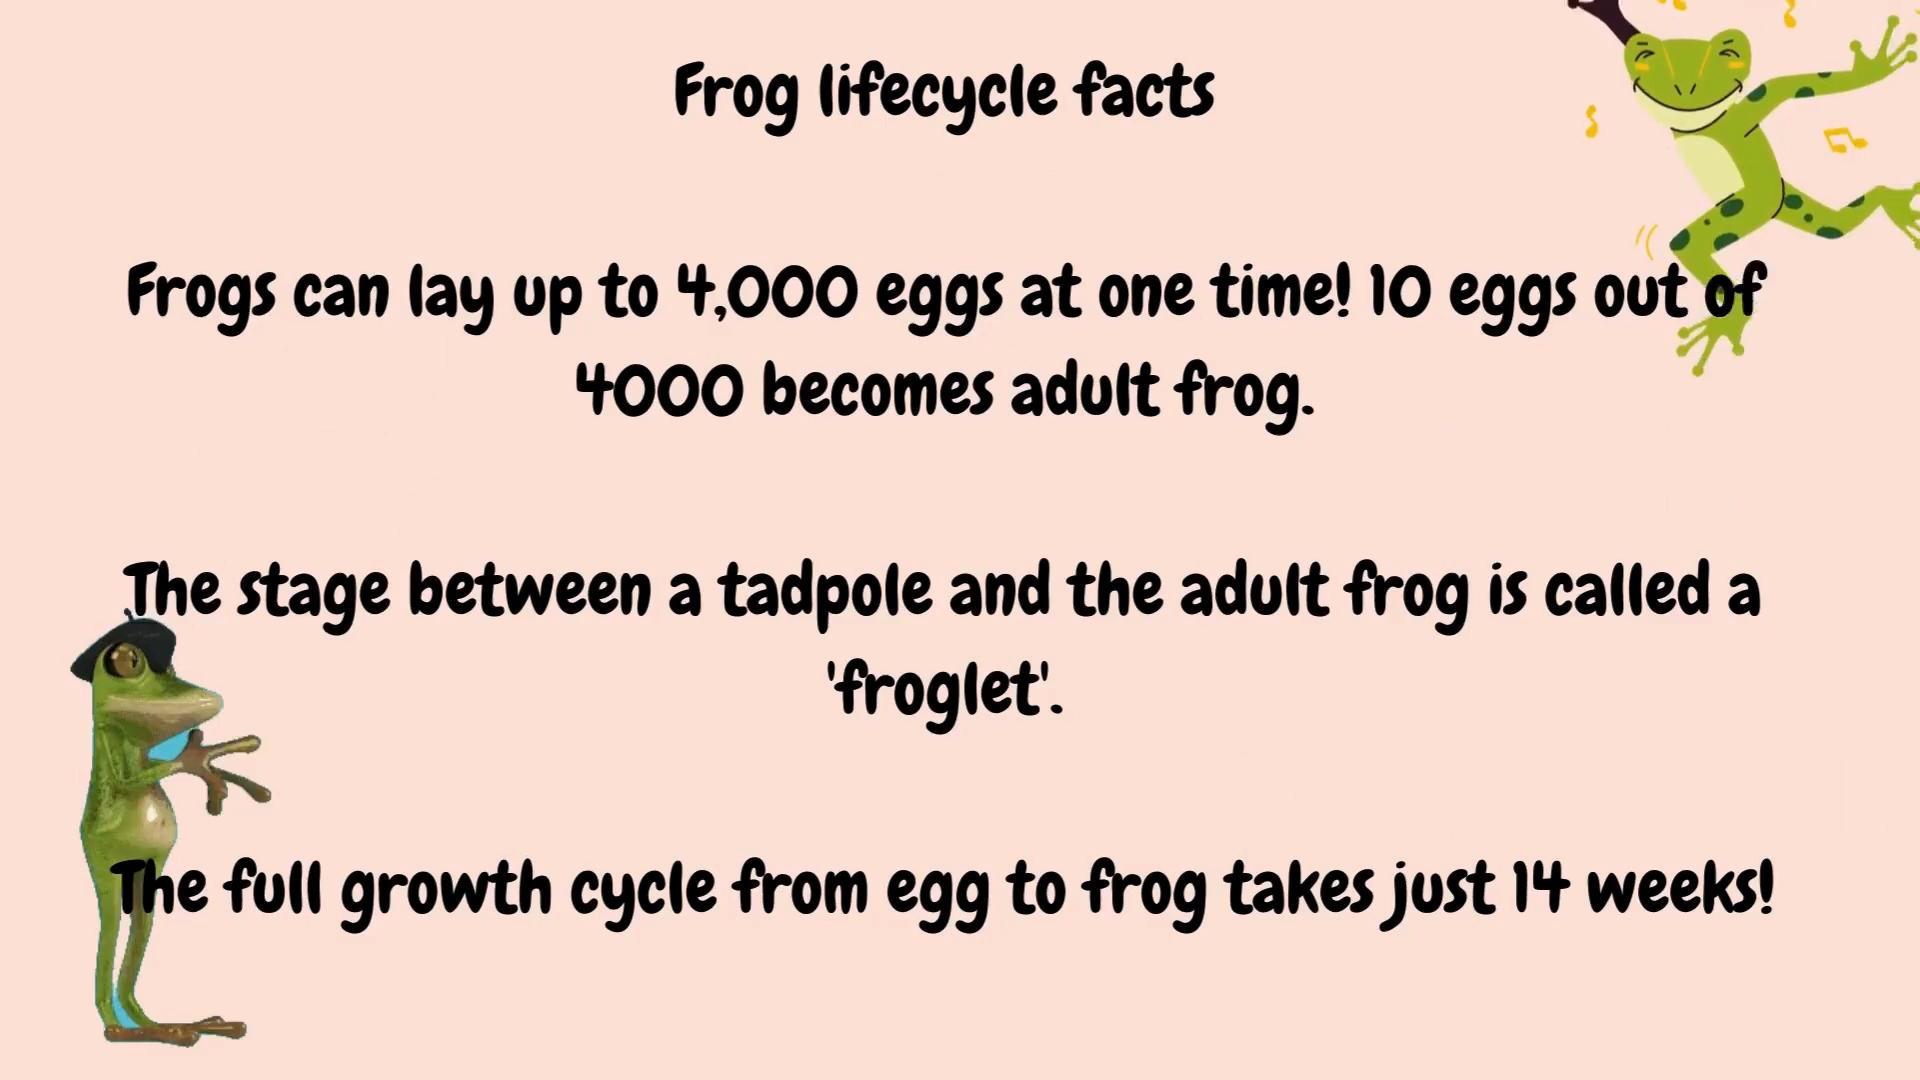 Frog lifecycle facts
Frogs can lay up to 4,000 eggs at one time! 10 eggs out of
4000 becomes adult frog.
The stage between a tadpole and the adult frog is called a
'froglet'.
The full growth cycle from egg to frog takes just 14 weeks!